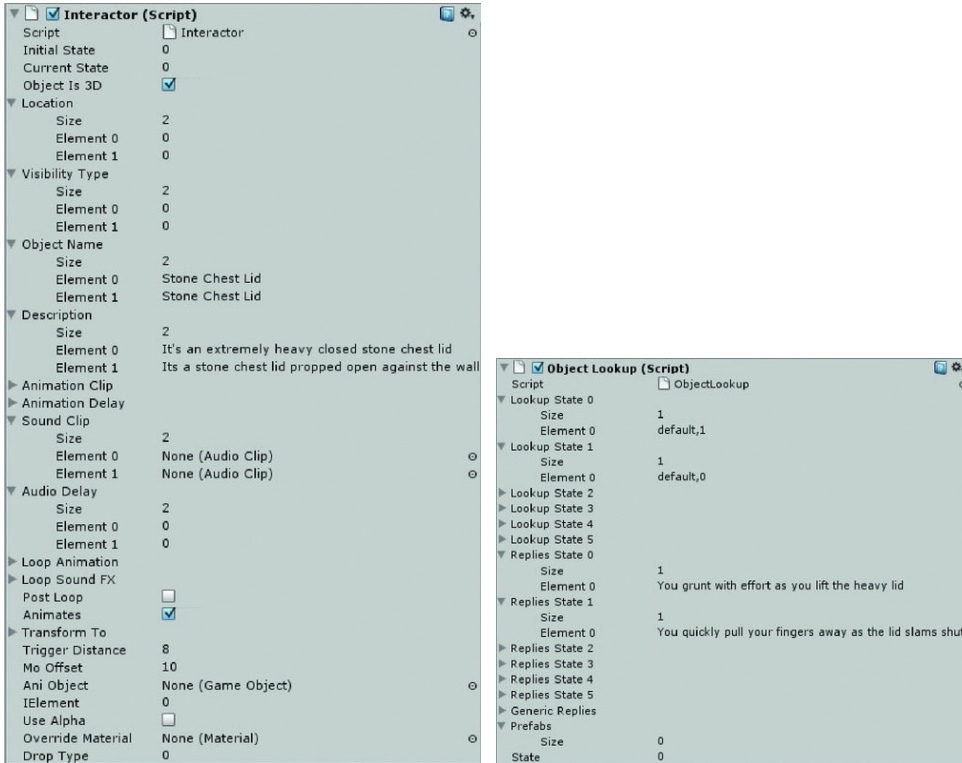 Interactor (Script)
Script Interactor
Initial State 0
Current State 0
Object Is 3D
Location
Size 2
Element 0 0
Element 1 0
Visibility Type
Size 2
Element 0 0
Element 1 0
Object Name
Size 2
Element 0 Stone Chest Lid
Element 1 Stone Chest Lid
Description
Size 2
Element 0 It's an extremely heavy closed stone chest lid
Element 1 Its a stone chest lid propped open against the wall
Animation Clip
Animation Delay
Sound Clip
Size 2
Element 0 None (Audio Clip)
Element 1 None (Audio Clip)
Audio Delay
Size 2
Element 0 0
Element 1 0
Loop Animation
Loop Sound FX
Post Loop
Animates
Transform To
Trigger Distance 8
Mo Offset 10
Ani Object None (Game Object)
IElement 0
Use Alpha
Override Material None (Material)
Drop Type 0
Object Lookup (Script)
Script ObjectLookup
Lookup State 0
Size 1
Element 0 default,1
Lookup State 1
Size 1
Element 0 default,0
Lookup State 2
Lookup State 3
Lookup State 4
Lookup State 5
Replies State 0
Size 1
Element 0 You grunt with effort as you lift the heavy lid
Replies State 1
Size 1
Element 0 You quickly pull your fingers away as the lid slams shut
Replies State 2
Replies State 3
Replies State 4
Replies State 5
Generic Replies
Prefabs
Size 0
State 0